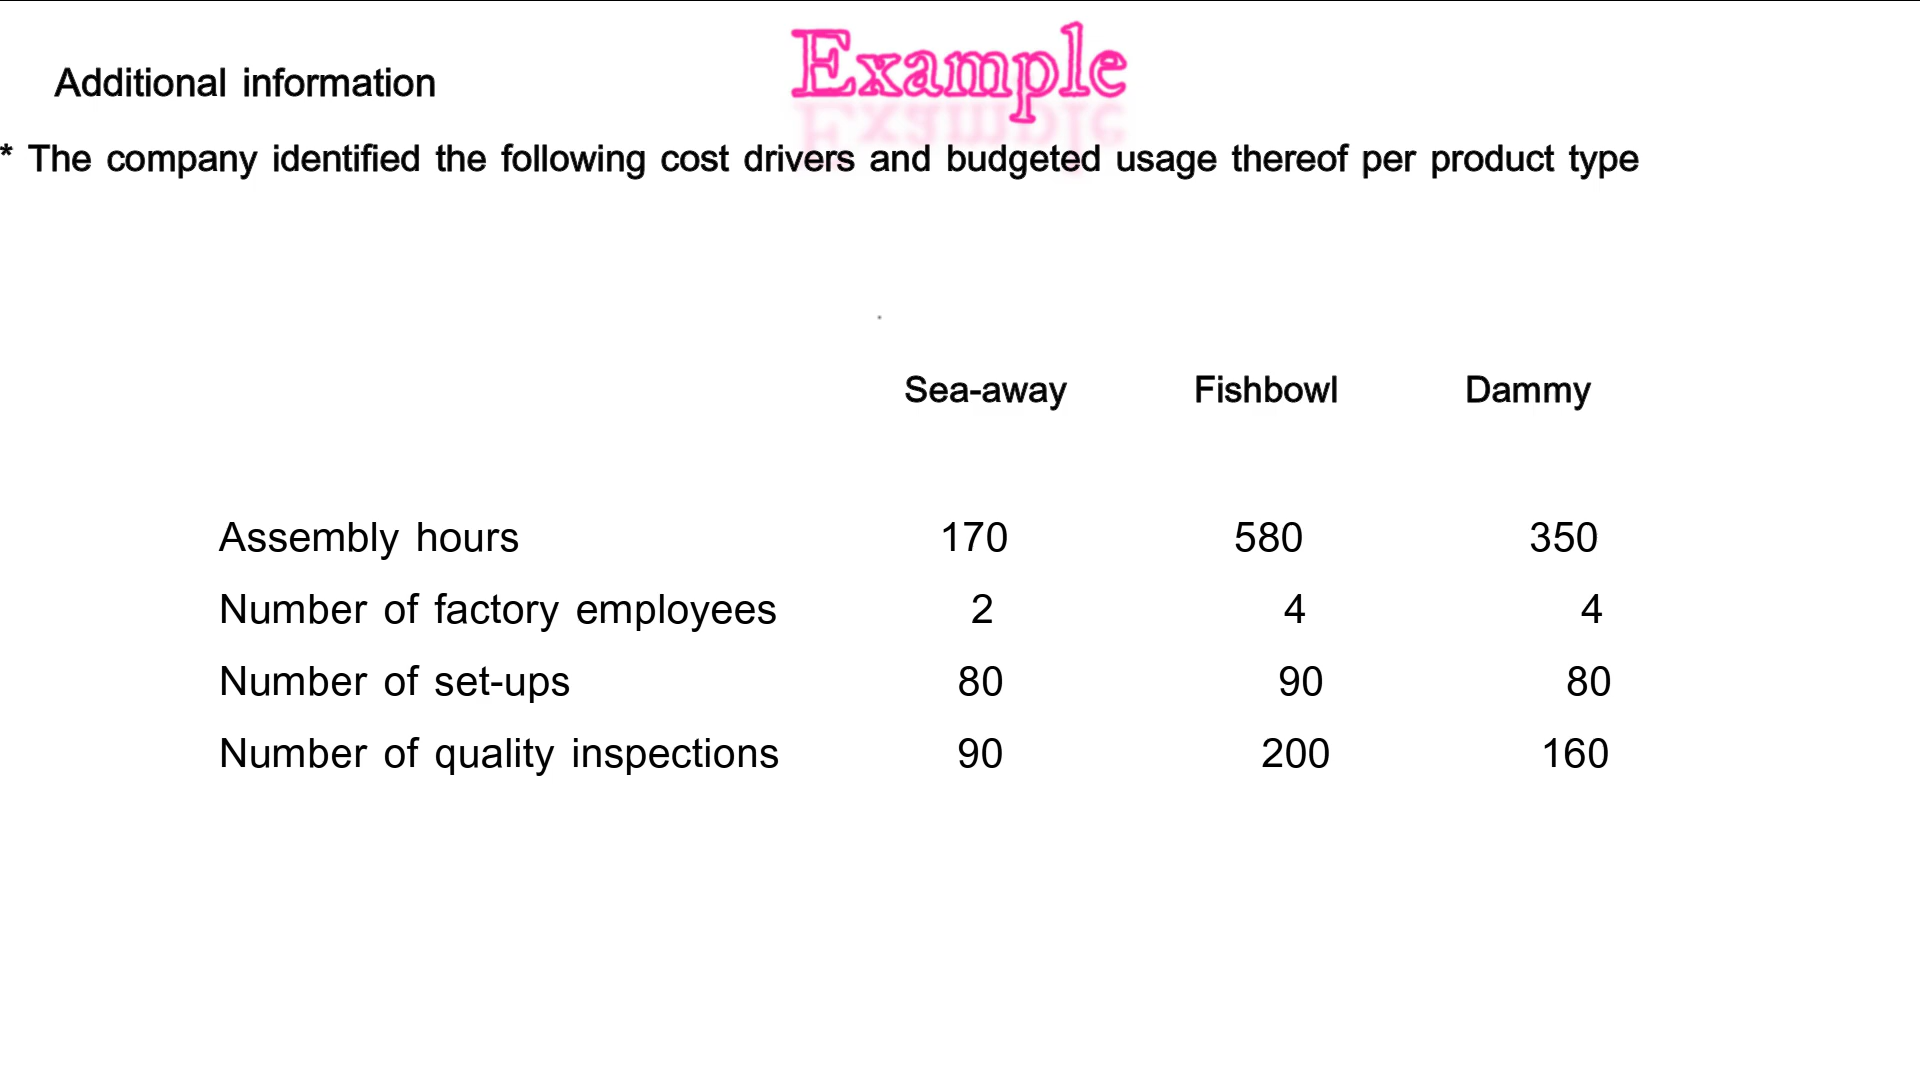 Example
Additional information
* The company identified the following cost drivers and budgeted usage thereof per product type
Sea-away Fishbowl Dammy
Assembly hours 170 580 350
Number of factory employees 2 4 4
Number of set-ups 80 90 80
Number of quality inspections 90 200 160